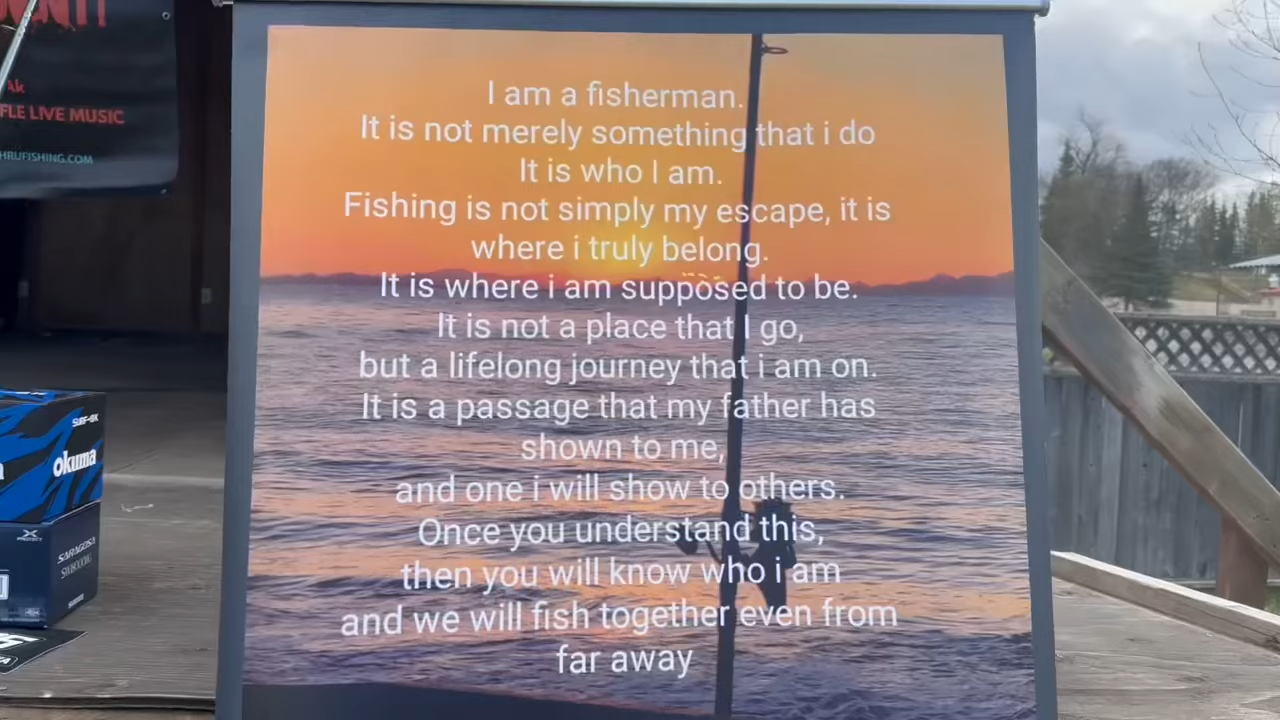 FLE LIVE MUSIC
HRUFISHING.COM
I am a fisherman.
It is not merely something that i do
It is who I am.
Fishing is not simply my escape, it is
where i truly belong.
It is where i am supposed to be.
It is not a place that I go,
but a lifelong journey that i am on.
It is a passage that my father has
shown to me,
and one i will show to others.
Once you understand this,
then you will know who i am
and we will fish together even from
far away
okuma
SARAGOSA